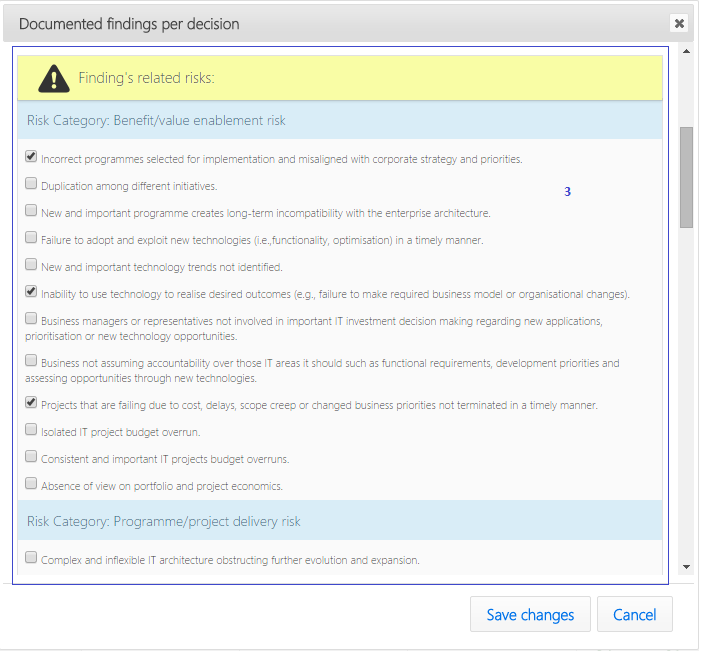 Documented findings per decision
Finding's related risks:
Risk Category: Benefit/value enablement risk
Incorrect programmes selected for implementation and misaligned with corporate strategy and priorities.
Duplication among different initiatives.
3
New and important programme creates long-term incompatibility with the enterprise architecture.
Failure to adopt and exploit new technologies (i.e.,functionality, optimisation) in a timely manner.
New and important technology trends not identified.
Inability to use technology to realise desired outcomes (e.g., failure to make required business model or organisational changes).
Business managers or representatives not involved in important IT investment decision making regarding new applications,
prioritisation or new technology opportunities.
Business not assuming accountability over those IT areas it should such as functional requirements, development priorities and
assessing opportunities through new technologies.
Projects that are failing due to cost, delays, scope creep or changed business priorities not terminated in a timely manner.
Isolated IT project budget overrun.
Consistent and important IT projects budget overruns.
Absence of view on portfolio and project economics.
Risk Category: Programme/project delivery risk
Complex and inflexible IT architecture obstructing further evolution and expansion.
Save changes
Cancel